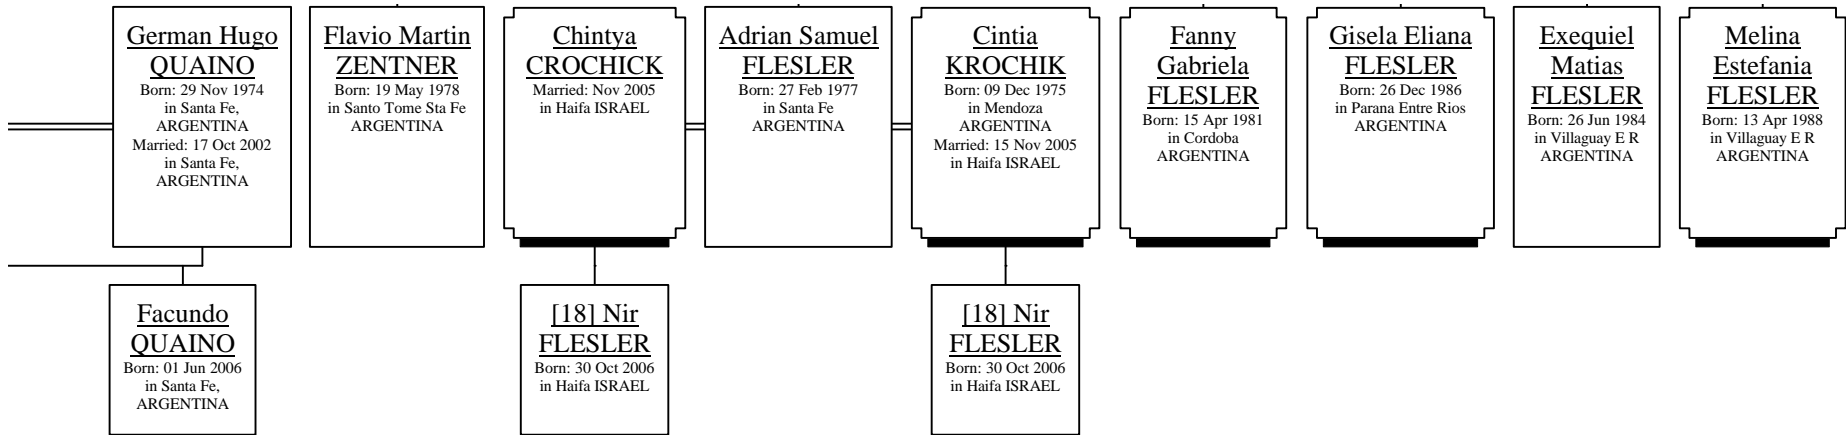 German Hugo
QUAINO
Born: 29 Nov 1974
in Santa Fe,
ARGENTINA
Married: 17 Oct 2002
in Santa Fe,
ARGENTINA
Flavio Martin
ZENTNER
Born: 19 May 1978
in Santo Tome Sta Fe
ARGENTINA
Chintya
CROCHICK
Married: Nov 2005
in Haifa ISRAEL
Adrian Samuel
FLESLER
Born: 27 Feb 1977
in Santa Fe
ARGENTINA
Cintia
KROCHIK
Born: 09 Dec 1975
in Mendoza
ARGENTINA
Married: 15 Nov 2005
in Haifa ISRAEL
Fanny
Gabriela
FLESLER
Born: 15 Apr 1981
in Cordoba
ARGENTINA
Gisela Eliana
FLESLER
Born: 26 Dec 1986
in Parana Entre Rios
ARGENTINA
Exequiel
Matias
FLESLER
Born: 26 Jun 1984
in Villaguay E R
ARGENTINA
Melina
Estefania
FLESLER
Born: 13 Apr 1988
in Villaguay E R
ARGENTINA
Facundo
QUAINO
Born: 01 Jun 2006
in Santa Fe,
ARGENTINA
[18] Nir
FLESLER
Born: 30 Oct 2006
in Haifa ISRAEL
[18] Nir
FLESLER
Born: 30 Oct 2006
in Haifa ISRAEL